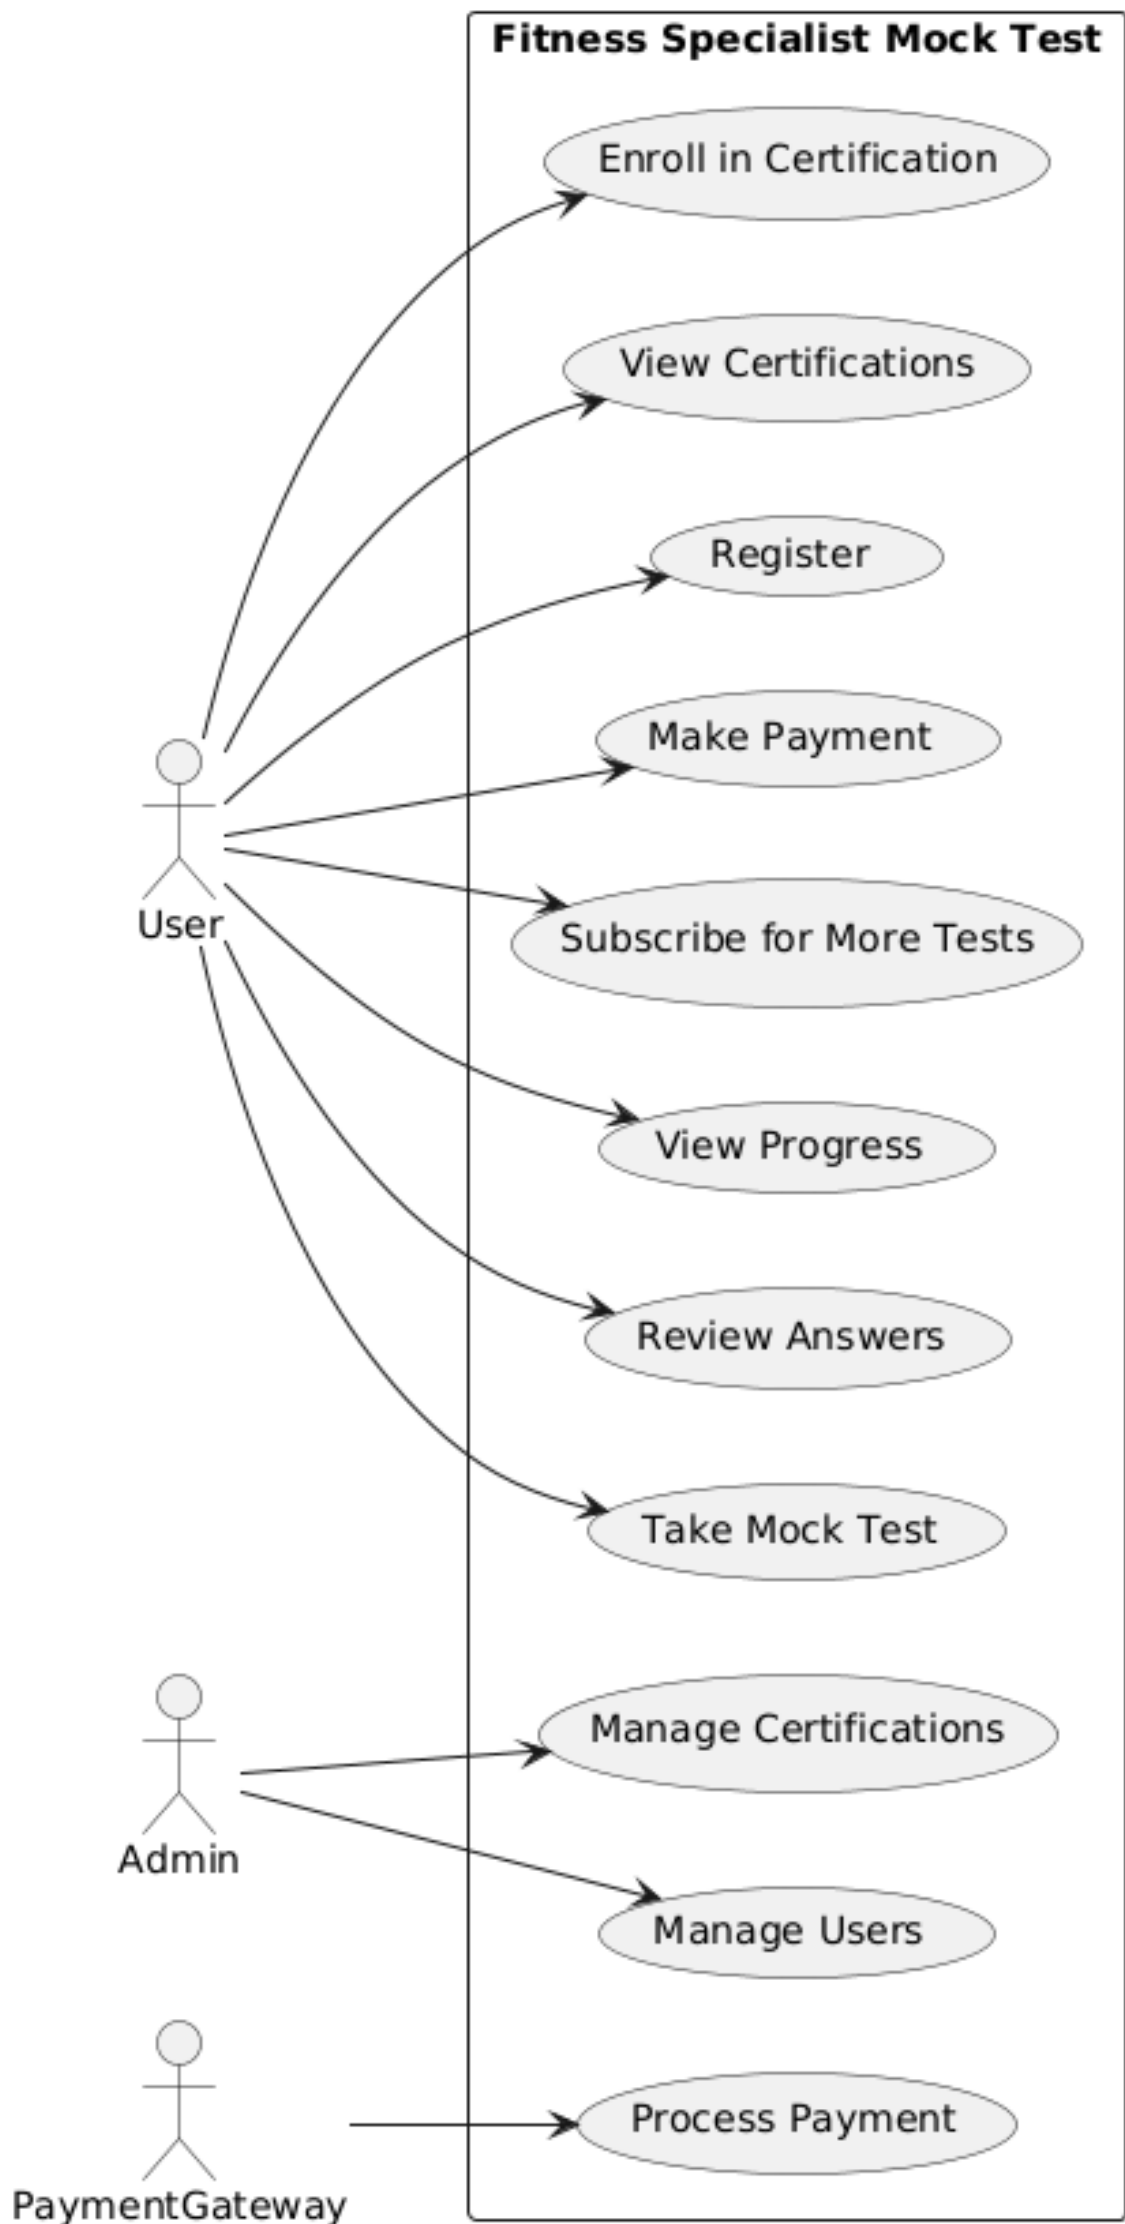 Fitness Specialist Mock Test
Enroll in Certification
View Certifications
Register
Make Payment
Subscribe for More Tests
User
View Progress
Review Answers
Take Mock Test
Manage Certifications
Admin
Manage Users
Process Payment
PaymentGateway